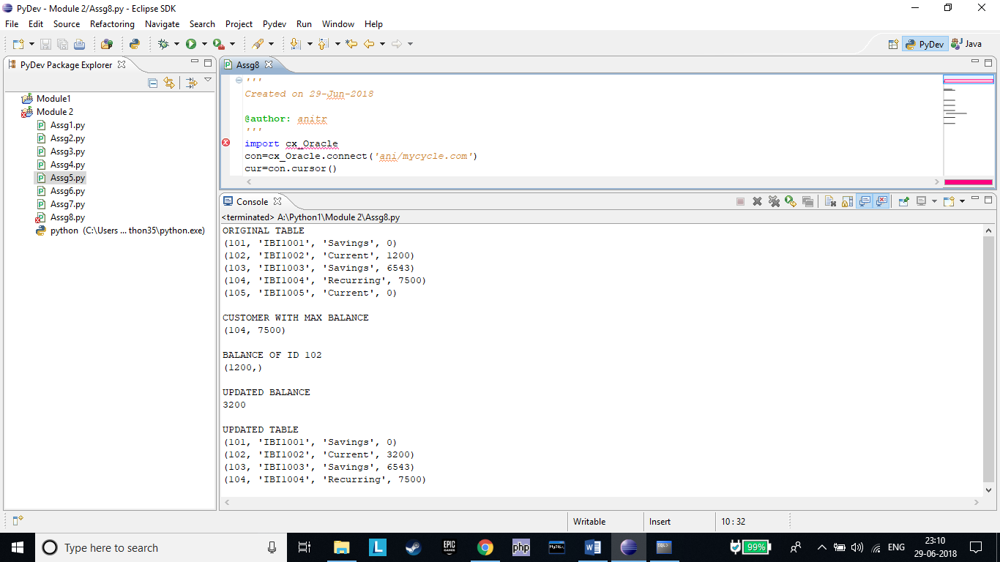 PyDev - Module 2/Assg8.py - Eclipse SDK
File Edit Source Refactoring Navigate Search Project Pydev Run Window Help
PyDev Java
PyDev Package Explorer
Module1
Module 2
Assg1.py
Assg2.py
Assg3.py
Assg4.py
Assg5.py
Assg6.py
Assg7.py
Assg8.py
python (C:\Users ... thon35\python.exe)
Assg8
'''
Created on 29-Jun-2018
@author: anitr
'''
import cx_Oracle
con=cx_Oracle.connect('ani/mycycle.com')
cur=con.cursor()
Console
<terminated> A:\Python1\Module 2\Assg8.py
ORIGINAL TABLE
(101, 'IBI1001', 'Savings', 0)
(102, 'IBI1002', 'Current', 1200)
(103, 'IBI1003', 'Savings', 6543)
(104, 'IBI1004', 'Recurring', 7500)
(105, 'IBI1005', 'Current', 0)
CUSTOMER WITH MAX BALANCE
(104, 7500)
BALANCE OF ID 102
(1200,)
UPDATED BALANCE
3200
UPDATED TABLE
(101, 'IBI1001', 'Savings', 0)
(102, 'IBI1002', 'Current', 3200)
(103, 'IBI1003', 'Savings', 6543)
(104, 'IBI1004', 'Recurring', 7500)
Writable Insert 10 : 32
Type here to search
L
EPIC GAMES
php
MySQL
99%
ENG
23:10
29-06-2018